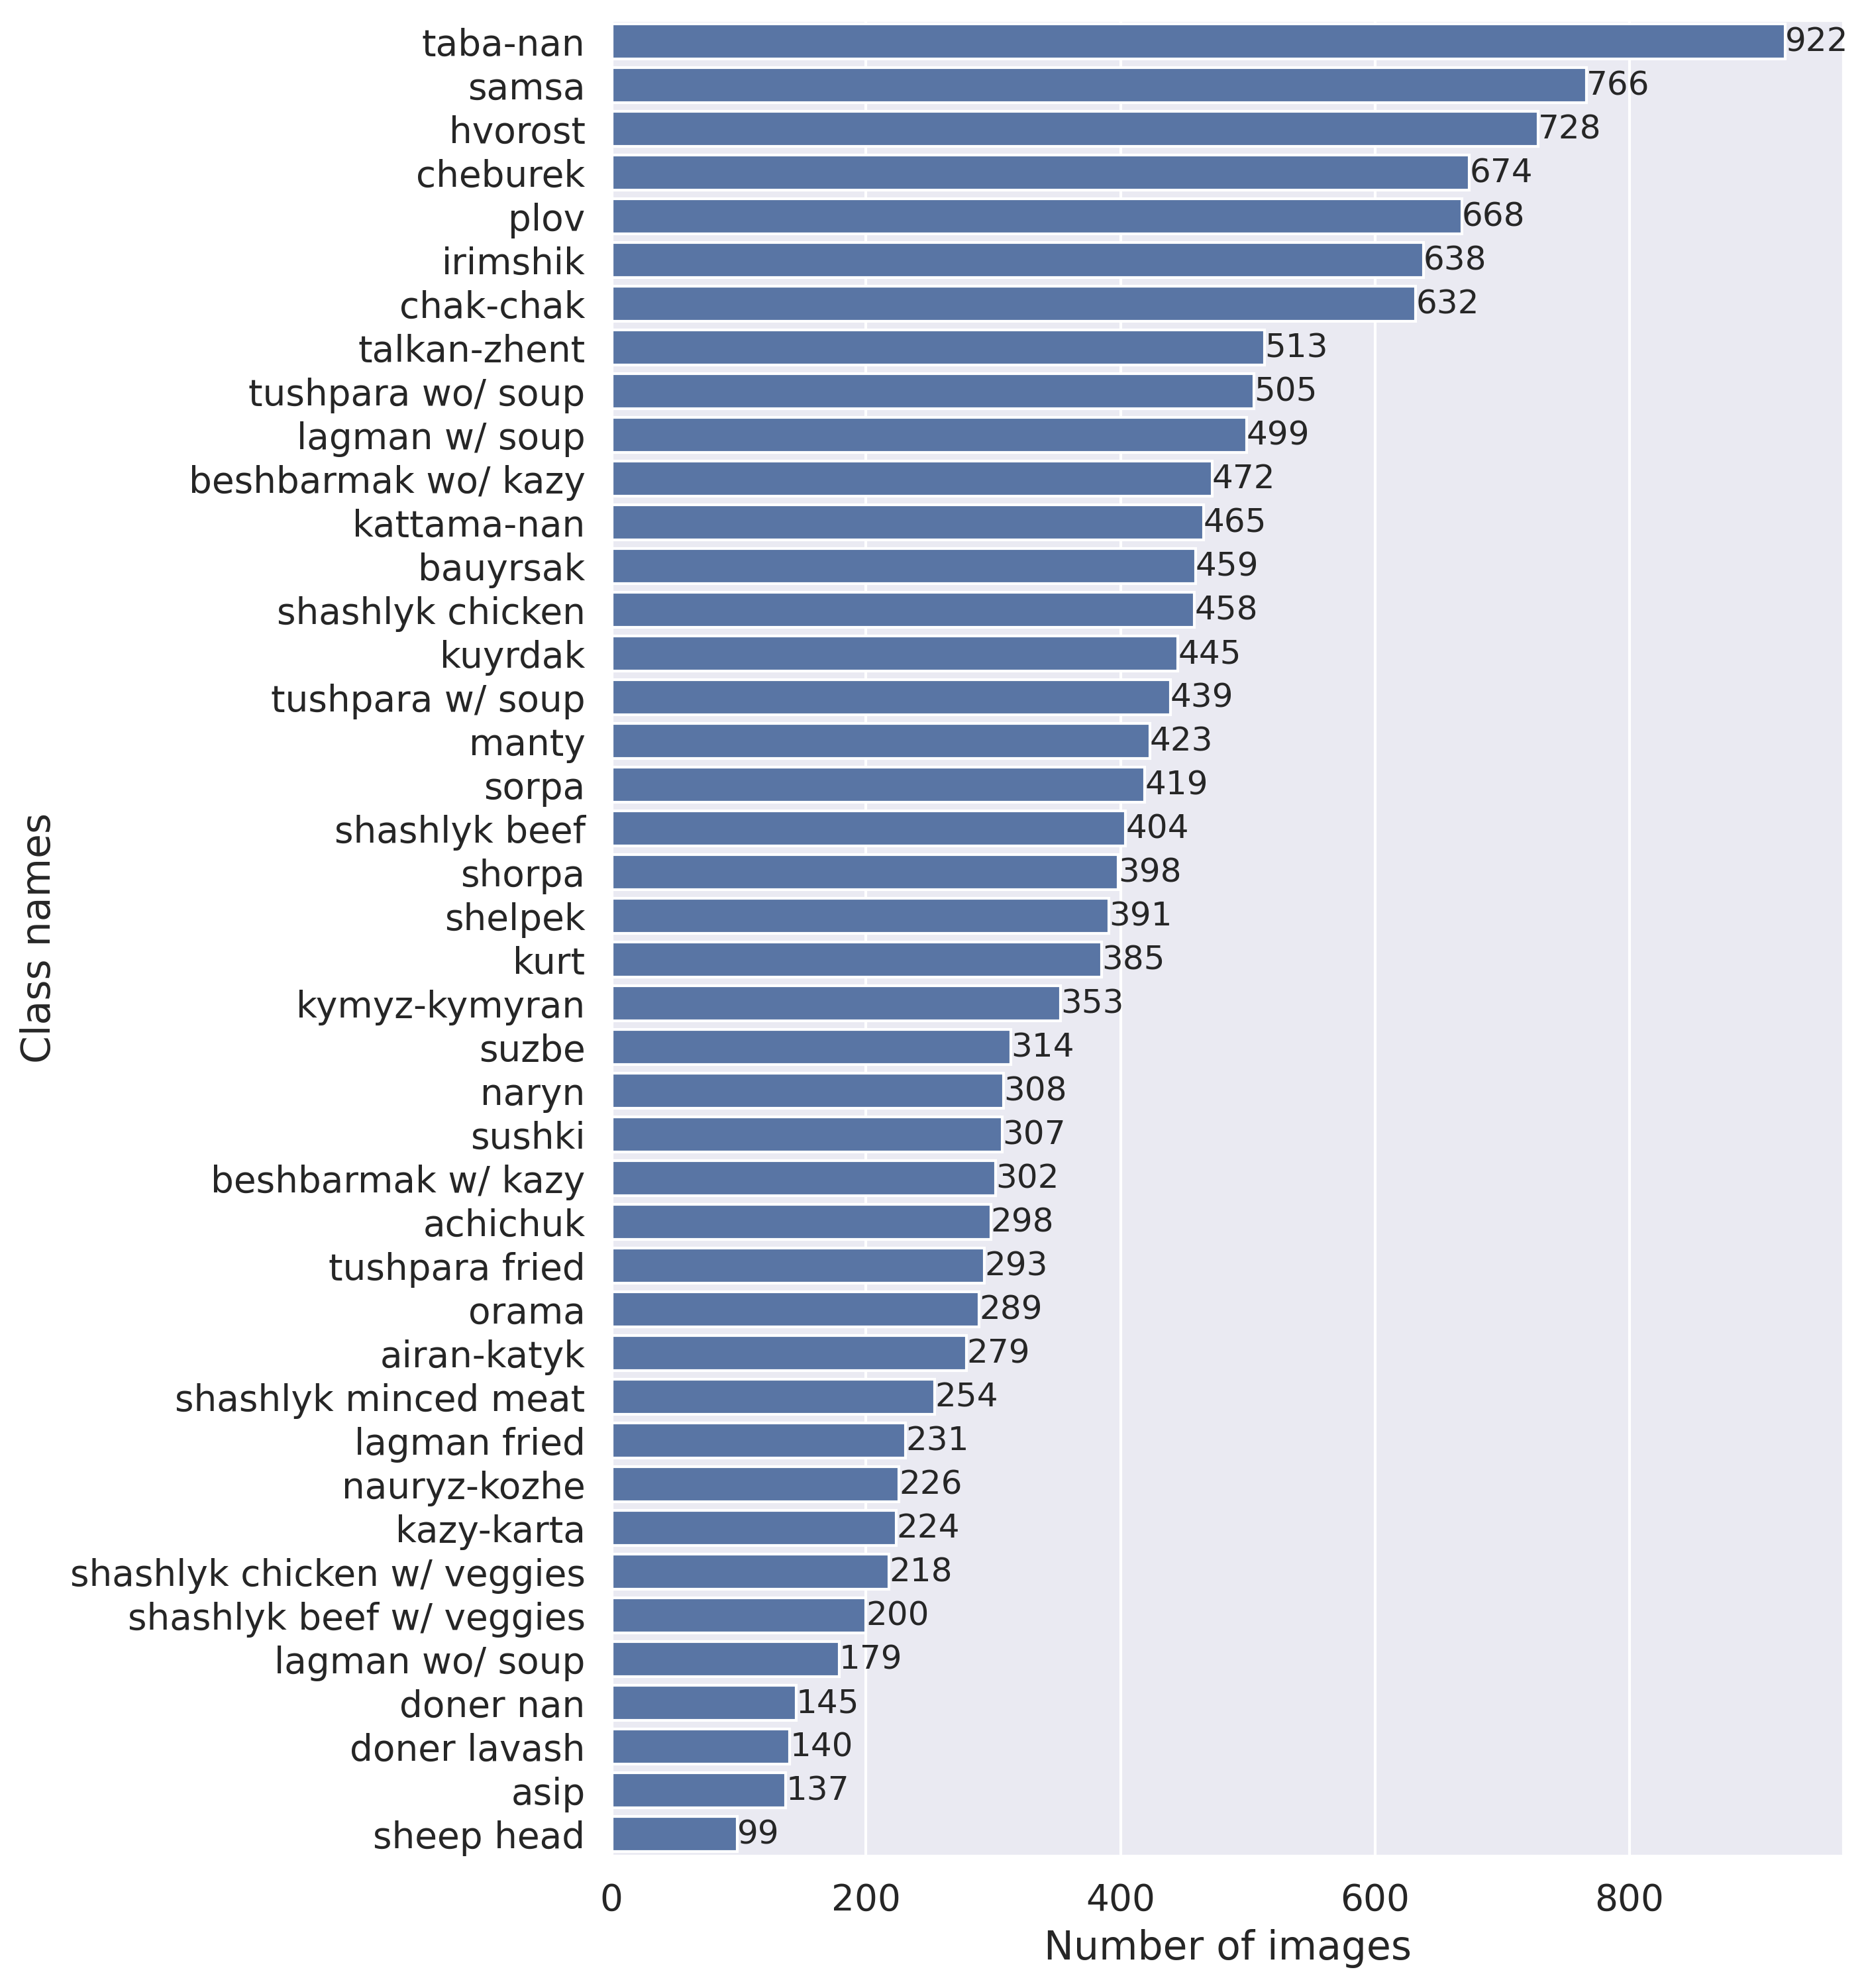 taba-nan 922
samsa 766
hvorost 728
cheburek 674
plov 668
irimshik 638
chak-chak 632
talkan-zhent 513
tushpara wo/ soup 505
lagman w/ soup 499
beshbarmak wo/ kazy 472
kattama-nan 465
bauyrsak 459
shashlyk chicken 458
kuyrdak 445
tushpara w/ soup 439
manty 423
sorpa 419
shashlyk beef 404
shorpa 398
shelpek 391
kurt 385
kymyz-kymyran 353
suzbe 314
naryn 308
sushki 307
beshbarmak w/ kazy 302
achichuk 298
tushpara fried 293
orama 289
airan-katyk 279
shashlyk minced meat 254
lagman fried 231
nauryz-kozhe 226
kazy-karta 224
shashlyk chicken w/ veggies 218
shashlyk beef w/ veggies 200
lagman wo/ soup 179
doner nan 145
doner lavash 140
asip 137
sheep head 99
Class names
0 200 400 600 800
Number of images